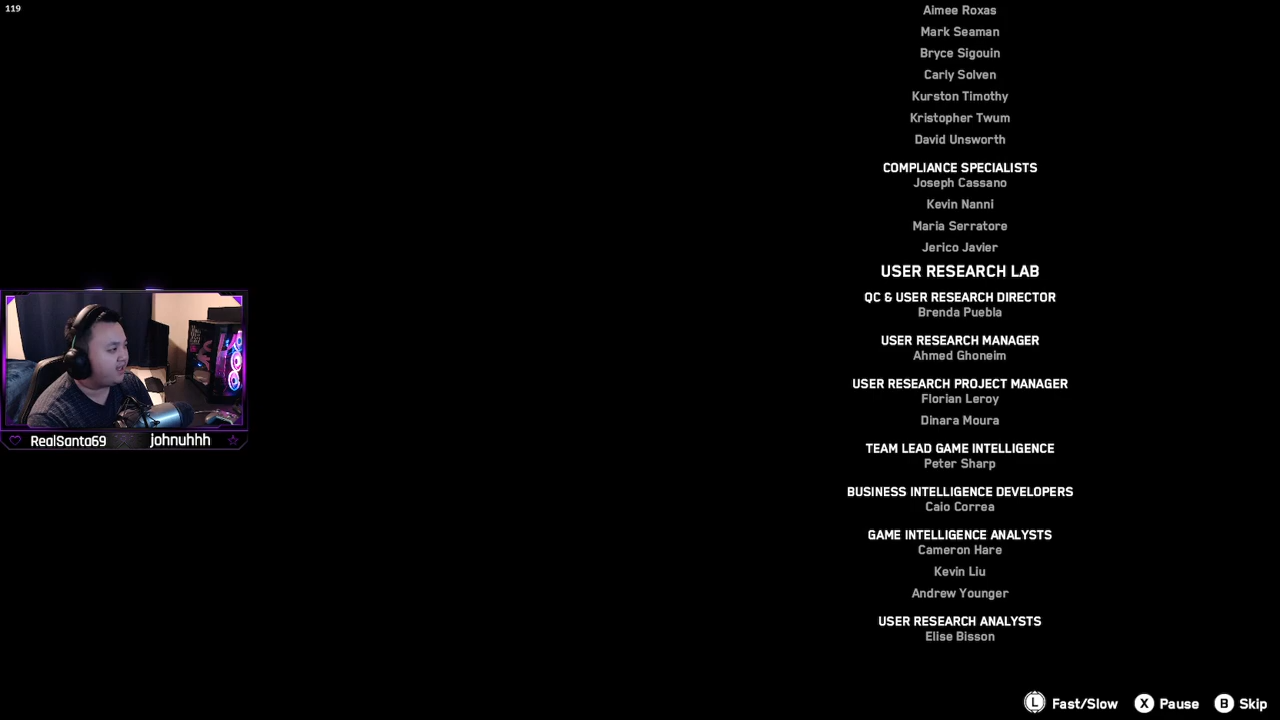 119
Aimee Roxas
Mark Seaman
Bryce Sigouin
Carly Solven
Kurston Timothy
Kristopher Twum
David Unsworth
COMPLIANCE SPECIALISTS
Joseph Cassano
Kevin Nanni
Maria Serratore
Jerico Javier
USER RESEARCH LAB
QC & USER RESEARCH DIRECTOR
Brenda Puebla
USER RESEARCH MANAGER
Ahmed Ghoneim
USER RESEARCH PROJECT MANAGER
Florian Leroy
Dinara Moura
TEAM LEAD GAME INTELLIGENCE
Peter Sharp
BUSINESS INTELLIGENCE DEVELOPERS
Caio Correa
GAME INTELLIGENCE ANALYSTS
Cameron Hare
Kevin Liu
Andrew Younger
USER RESEARCH ANALYSTS
Elise Bisson
RealSanta69 johnuhhh
L Fast/Slow X Pause B Skip